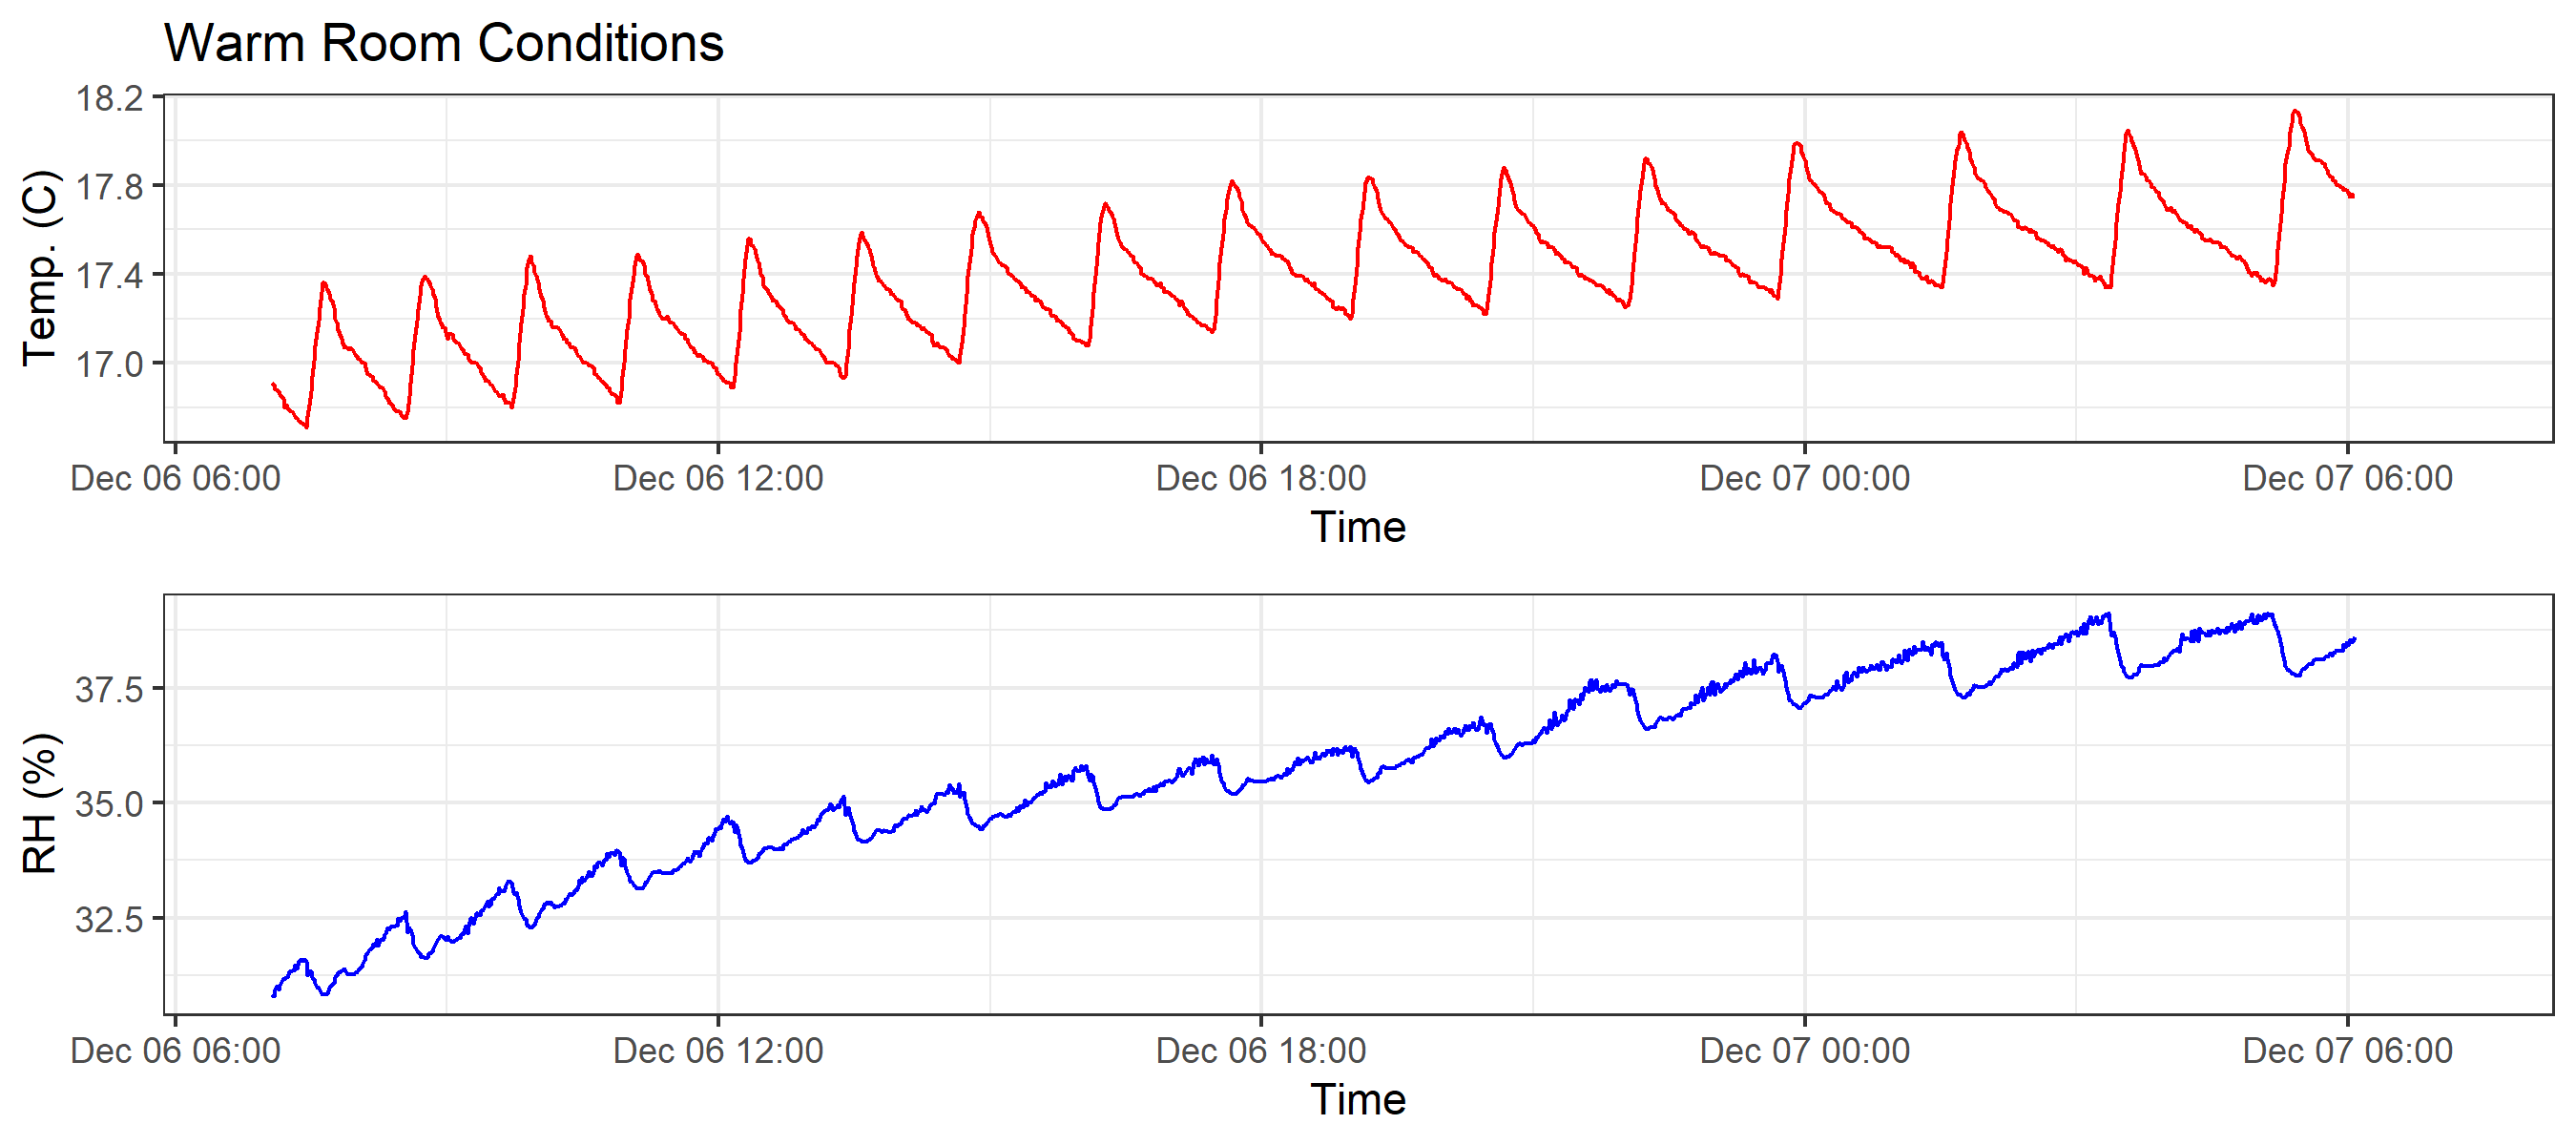 Warm Room Conditions
18.2
17.8
17.4
17.0
Temp. (C)
Dec 06 06:00 Dec 06 12:00 Dec 06 18:00 Dec 07 00:00 Dec 07 06:00
Time
37.5
35.0
32.5
RH (%)
Dec 06 06:00 Dec 06 12:00 Dec 06 18:00 Dec 07 00:00 Dec 07 06:00
Time